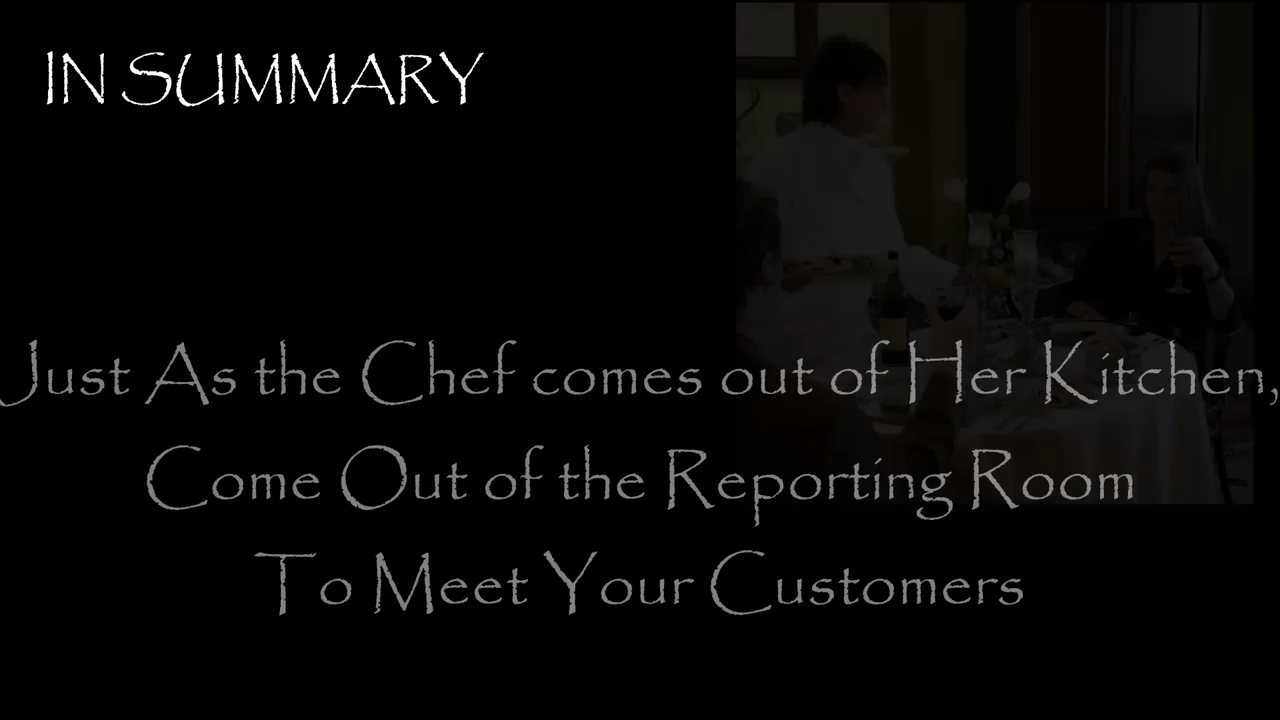 IN SUMMARY
Just As the Chef comes out of Her Kitchen,
Come Out of the Reporting Room
To Meet Your Customers